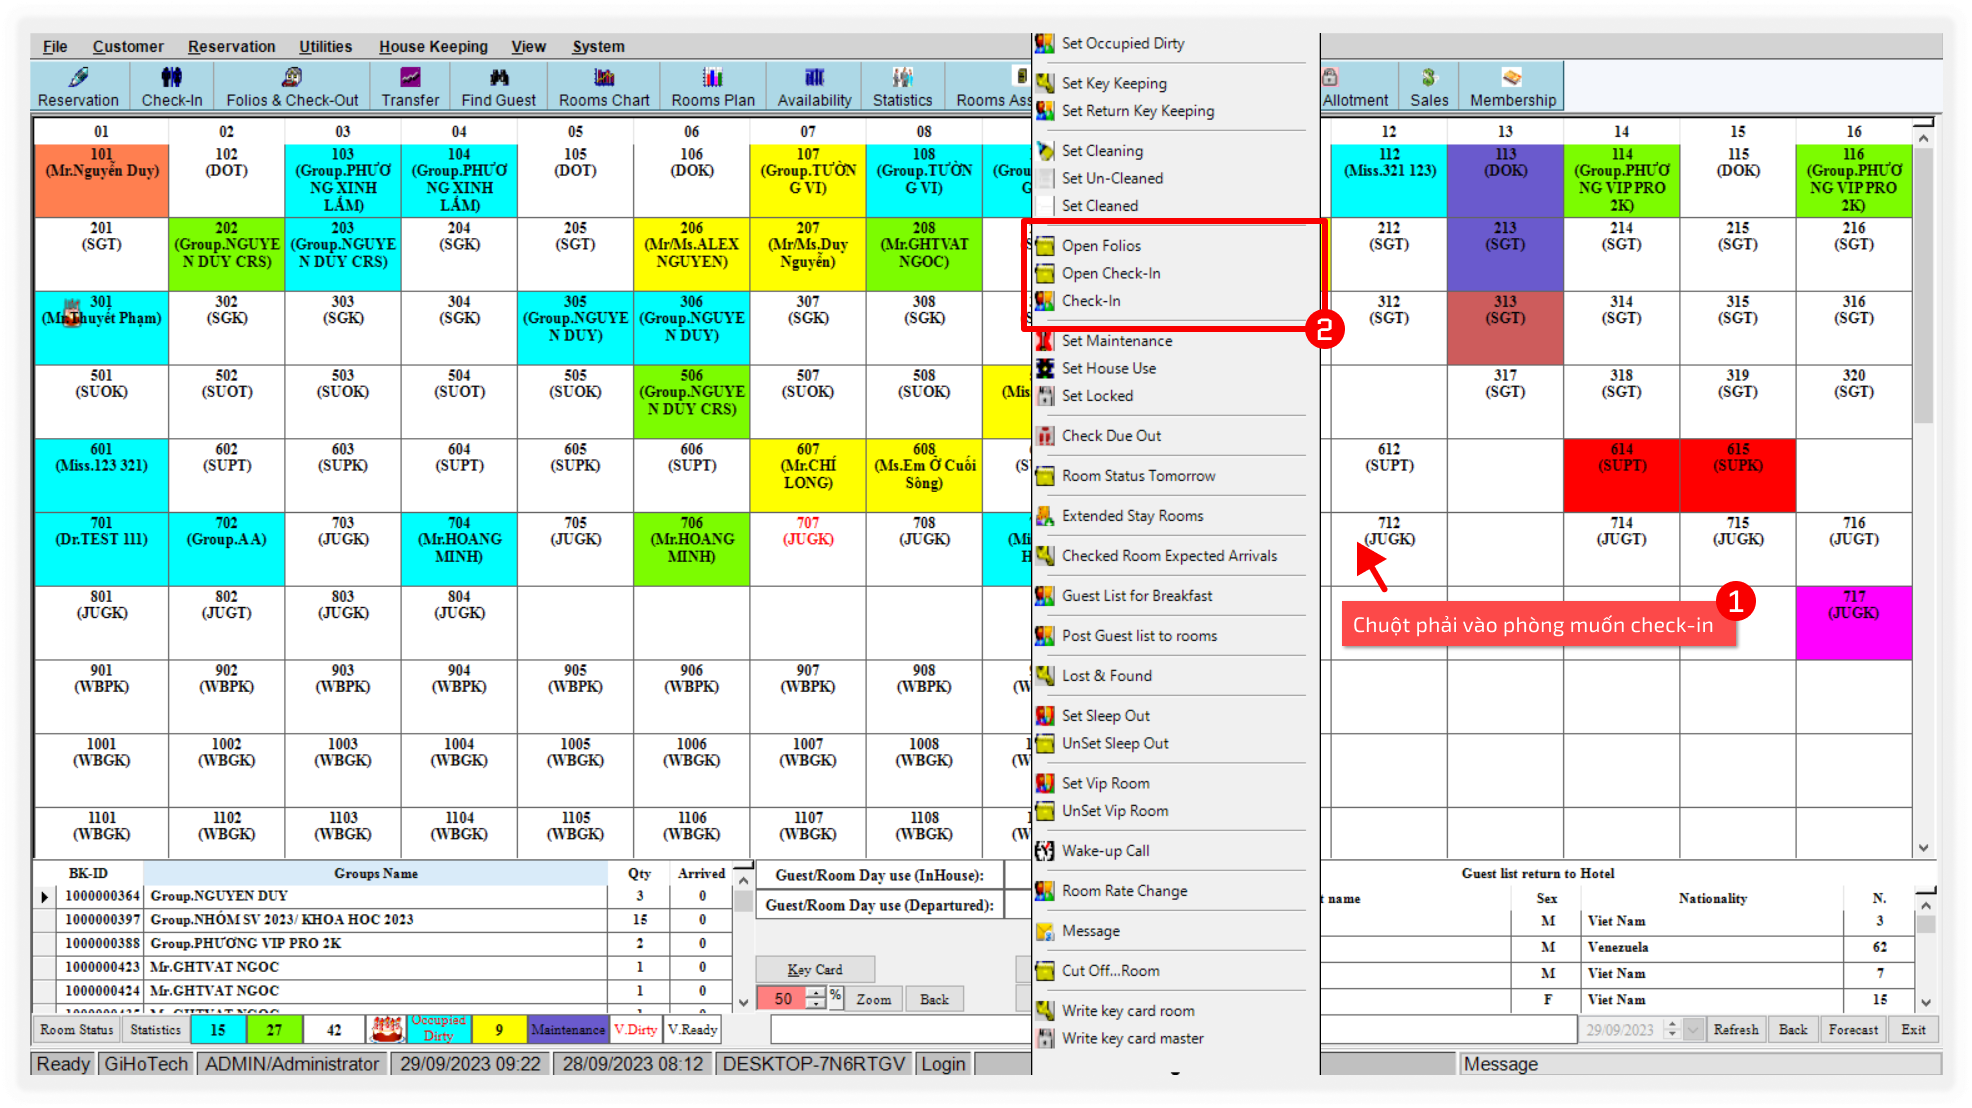 File Customer Reservation Utilities House Keeping View System
Reservation Check-In Folios & Check-Out Transfer Find Guest Rooms Chart Rooms Plan Availability Statistics Rooms Ass Allotment Sales Membership
01 02 03 04 05 06 07 08 12 13 14 15 16
101 (Mr.Nguyễn Duy)
102 (DOT)
103 (Group.PHƯƠNG XINH LẮM)
104 (Group.PHƯƠNG XINH LẮM)
105 (DOT)
106 (DOK)
107 (Group.TƯỜNG VI)
108 (Group.TƯỜNG VI)
(Grou
112 (Miss.321 123)
113 (DOK)
114 (Group.PHƯƠNG VIP PRO 2K)
115 (DOK)
116 (Group.PHƯƠNG VIP PRO 2K)
201 (SGT)
202 (Group.NGUYEN DUY CRS)
203 (Group.NGUYEN DUY CRS)
204 (SGK)
205 (SGT)
206 (Mr/Ms.ALEX NGUYEN)
207 (Mr/Ms.Duy Nguyễn)
208 (Mr.GHTVAT NGOC)
212 (SGT)
213 (SGT)
214 (SGT)
215 (SGT)
216 (SGT)
301 (Mr.Thuyết Phạm)
302 (SGK)
303 (SGK)
304 (SGK)
305 (Group.NGUYEN DUY)
306 (Group.NGUYEN DUY)
307 (SGK)
308 (SGK)
312 (SGT)
313 (SGT)
314 (SGT)
315 (SGT)
316 (SGT)
501 (SUOK)
502 (SUOT)
503 (SUOK)
504 (SUOT)
505 (SUOK)
506 (Group.NGUYEN DUY CRS)
507 (SUOK)
508 (SUOK)
(Mis
317 (SGT)
318 (SGT)
319 (SGT)
320 (SGT)
601 (Miss.123 321)
602 (SUPT)
603 (SUPK)
604 (SUPT)
605 (SUPK)
606 (SUPT)
607 (Mr.CHÍ LONG)
608 (Ms.Em Ở Cuối Sông)
(S
612 (SUPT)
614 (SUPT)
615 (SUPK)
701 (Dr.TEST 111)
702 (Group.AA)
703 (JUGK)
704 (Mr.HOANG MINH)
705 (JUGK)
706 (Mr.HOANG MINH)
707 (JUGK)
708 (JUGK)
(Mi
H
712 (JUGK)
714 (JUGT)
715 (JUGK)
716 (JUGT)
801 (JUGK)
802 (JUGT)
803 (JUGK)
804 (JUGK)
717 (JUGK)
901 (WBPK)
902 (WBPK)
903 (WBPK)
904 (WBPK)
905 (WBPK)
906 (WBPK)
907 (WBPK)
908 (WBPK)
(W
1001 (WBGK)
1002 (WBGK)
1003 (WBGK)
1004 (WBGK)
1005 (WBGK)
1006 (WBGK)
1007 (WBGK)
1008 (WBGK)
(W
1101 (WBGK)
1102 (WBGK)
1103 (WBGK)
1104 (WBGK)
1105 (WBGK)
1106 (WBGK)
1107 (WBGK)
1108 (WBGK)
(W
Set Occupied Dirty
Set Key Keeping
Set Return Key Keeping
Set Cleaning
Set Un-Cleaned
Set Cleaned
Open Folios
Open Check-In
Check-In
2
Set Maintenance
Set House Use
Set Locked
Check Due Out
Room Status Tomorrow
Extended Stay Rooms
Checked Room Expected Arrivals
Guest List for Breakfast
Post Guest list to rooms
Lost & Found
Set Sleep Out
UnSet Sleep Out
Set Vip Room
UnSet Vip Room
Wake-up Call
Room Rate Change
Message
Cut Off...Room
Write key card room
Write key card master
1
Chuột phải vào phòng muốn check-in
BK-ID Groups Name Qty Arrived
1000000364 Group.NGUYEN DUY 3 0
1000000397 Group.NHÓM SV 2023/ KHOA HOC 2023 15 0
1000000388 Group.PHƯƠNG VIP PRO 2K 2 0
1000000423 Mr.GHTVAT NGOC 1 0
1000000424 Mr.GHTVAT NGOC 1 0
Guest/Room Day use (InHouse):
Guest/Room Day use (Departured):
Key Card
50 % Zoom Back
Guest list return to Hotel
t name Sex Nationality N.
M Viet Nam 3
M Venezuela 62
M Viet Nam 7
F Viet Nam 15
Room Status Statistics 15 27 42 Occupied Dirty 9 Maintenance V.Dirty V.Ready
29/09/2023 Refresh Back Forecast Exit
Ready GiHoTech ADMIN/Administrator 29/09/2023 09:22 28/09/2023 08:12 DESKTOP-7N6RTGV Login Message